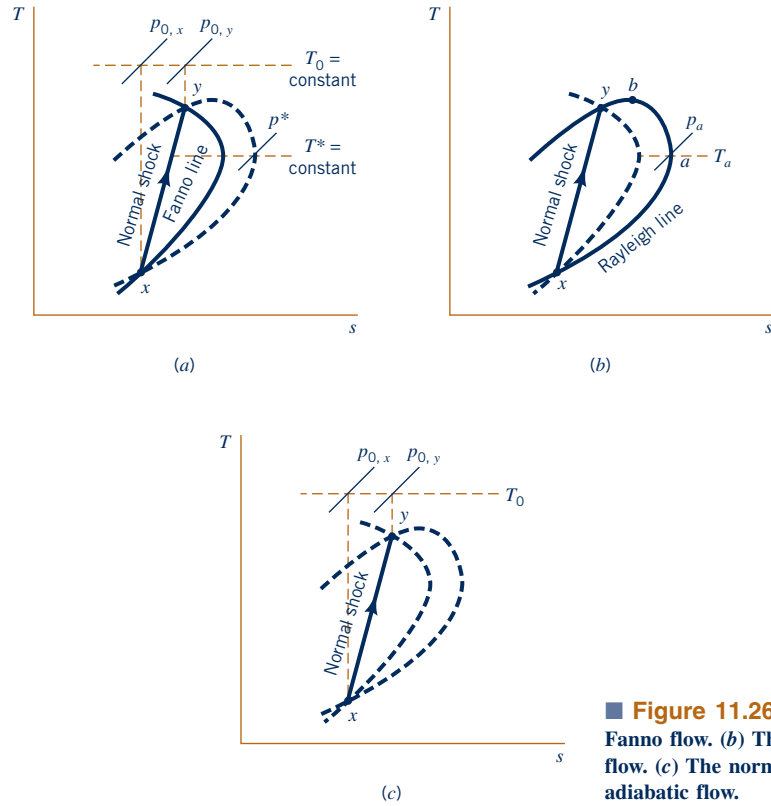 T
p0, x
p0, y
T0 =
constant
y
p*
T* =
constant
Normal shock
Fanno line
x
s
(a)
T
y
b
pa
a
Ta
Normal shock
Rayleigh line
x
s
(b)
T
p0, x
p0, y
T0
y
Normal shock
x
s
(c)
Figure 11.26
Fanno flow. (b) Th
flow. (c) The norm
adiabatic flow.